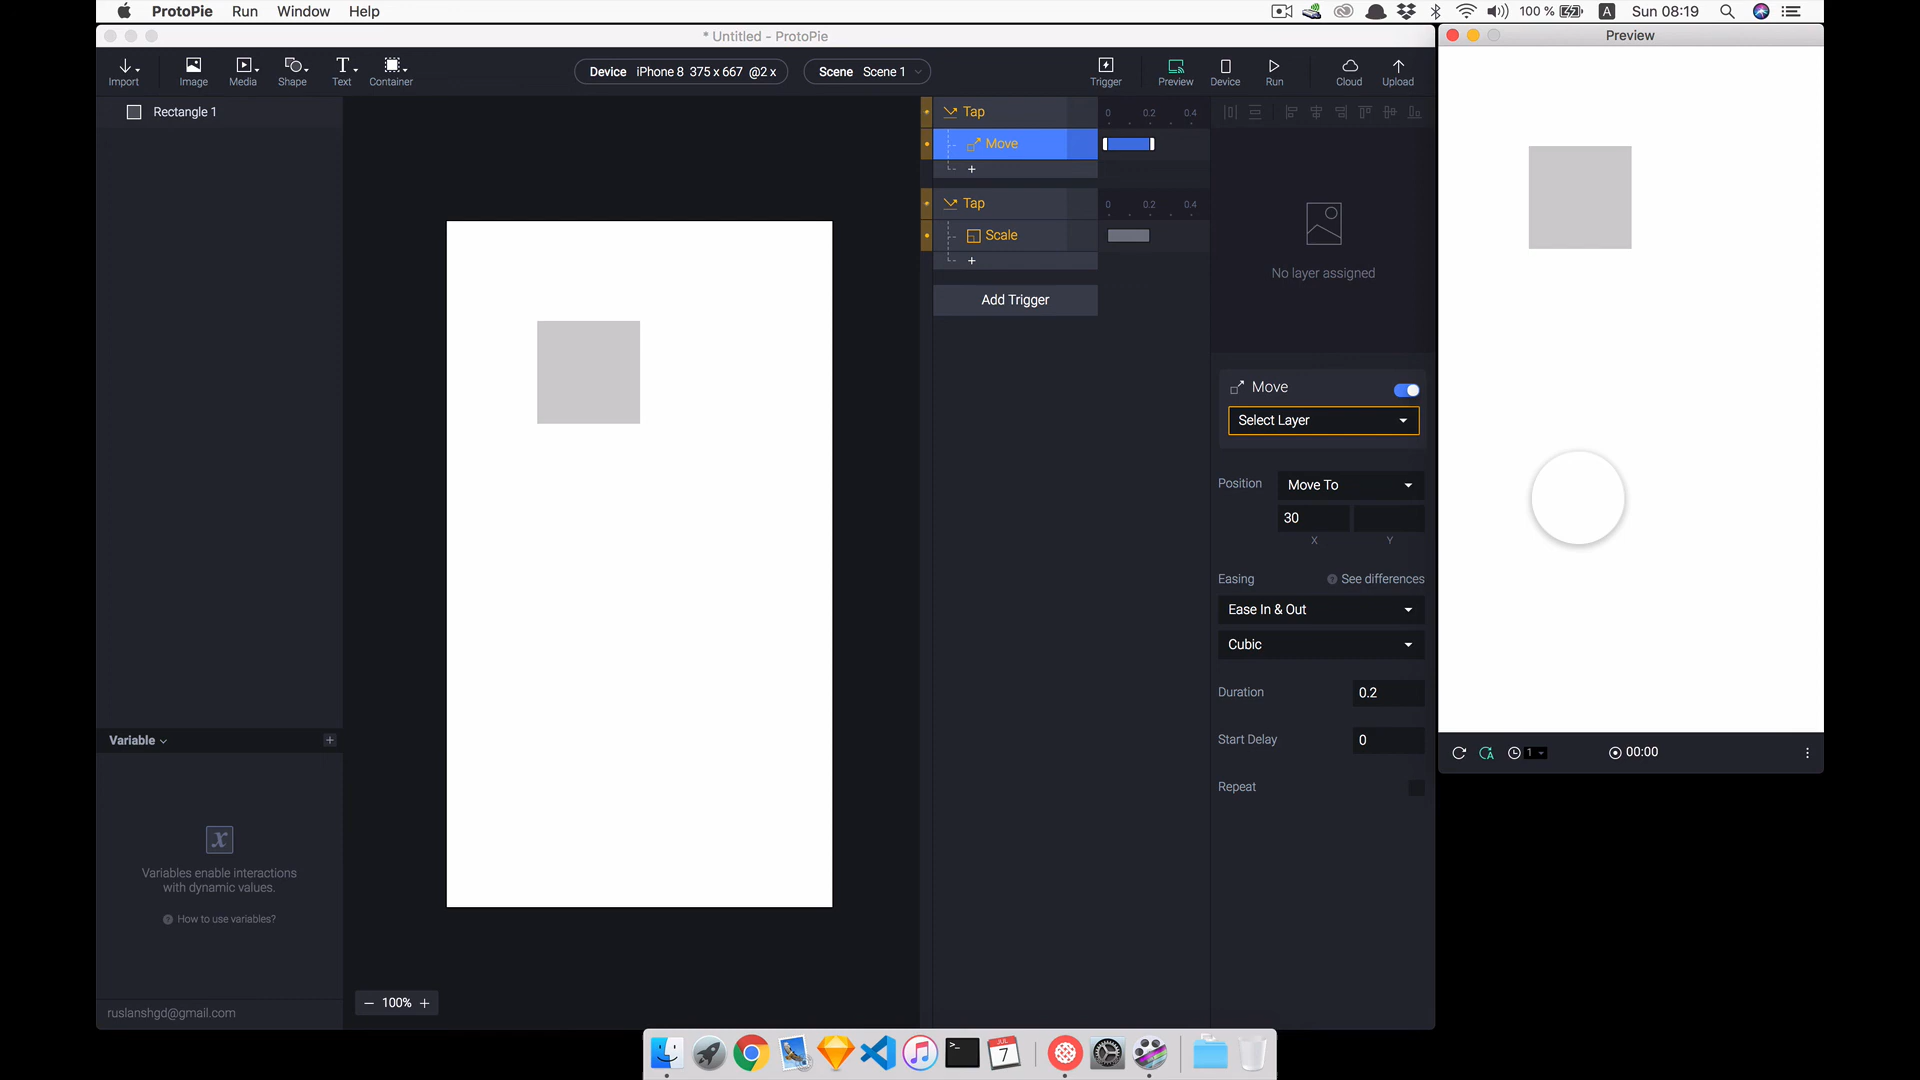 ProtoPie Run Window Help
100 % A Sun 08:19
* Untitled - ProtoPie
Preview
Import Image Media Shape Text Container
Device iPhone 8 375 x 667 @2 x
Scene Scene 1
Trigger Preview Device Run Cloud Upload
Rectangle 1
Tap 0 0.2 0.4
Move
+
Tap 0 0.2 0.4
Scale
+
Add Trigger
No layer assigned
Move
Select Layer
Position Move To
30
X Y
Easing See differences
Ease In & Out
Cubic
Duration 0.2
Start Delay 0
Repeat
1 00:00
Variable +
x
Variables enable interactions
with dynamic values.
How to use variables?
− 100% +
ruslanshgd@gmail.com
JUL
7